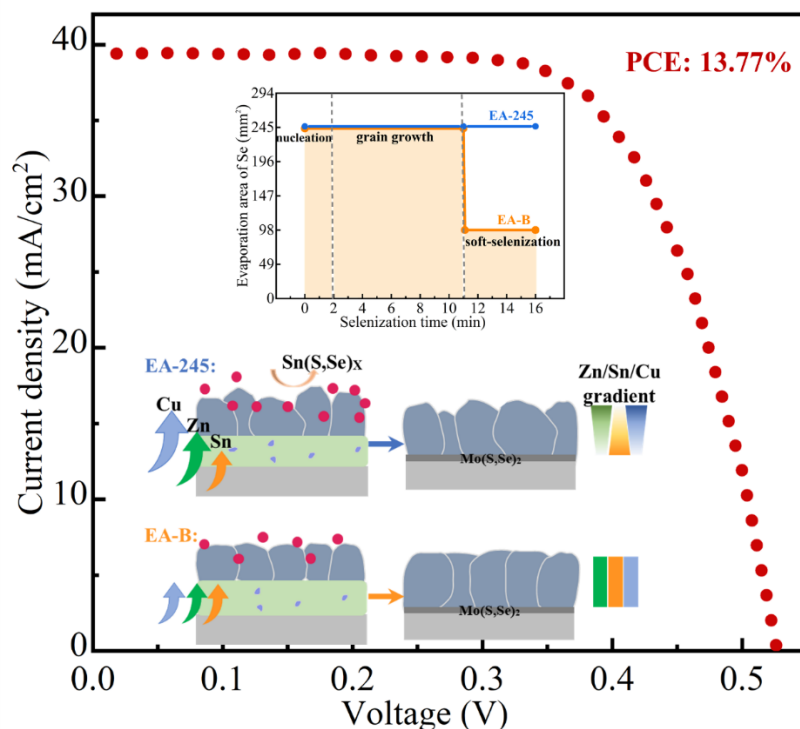 40
30
20
10
0
Current density (mA/cm²)
0.0 0.1 0.2 0.3 0.4 0.5
Voltage (V)
PCE: 13.77%
294
245
196
147
98
49
0
Evaporation area of Se (mm²)
0 2 4 6 8 10 12 14 16
Selenization time (min)
EA-245
nucleation
grain growth
EA-B
soft-selenization
EA-245:
Sn(S,Se)x
Cu
Zn
Sn
Mo(S,Se)₂
Zn/Sn/Cu
gradient
EA-B:
Mo(S,Se)₂